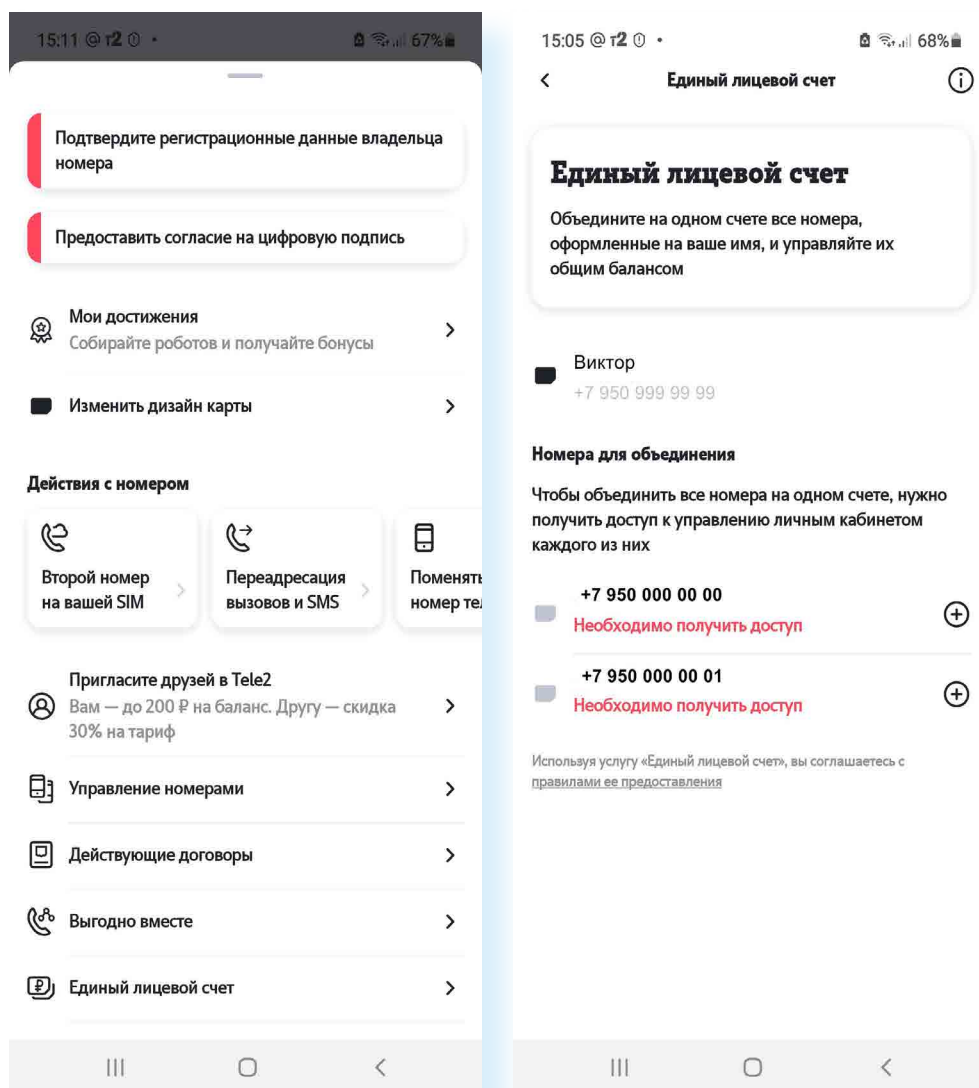 15:11 @ т2
67%
Подтвердите регистрационные данные владельца
номера
Предоставить согласие на цифровую подпись
Мои достижения
Собирайте роботов и получайте бонусы
Изменить дизайн карты
Действия с номером
Второй номер
на вашей SIM
Переадресация
вызовов и SMS
Поменять
номер те
Пригласите друзей в Tele2
Вам — до 200 ₽ на баланс. Другу — скидка
30% на тариф
Управление номерами
Действующие договоры
Выгодно вместе
Единый лицевой счет
15:05 @ т2
68%
Единый лицевой счет
Единый лицевой счет
Объедините на одном счете все номера,
оформленные на ваше имя, и управляйте их
общим балансом
Виктор
+7 950 999 99 99
Номера для объединения
Чтобы объединить все номера на одном счете, нужно
получить доступ к управлению личным кабинетом
каждого из них
+7 950 000 00 00
Необходимо получить доступ
+7 950 000 00 01
Необходимо получить доступ
Используя услугу «Единый лицевой счет», вы соглашаетесь с
правилами ее предоставления